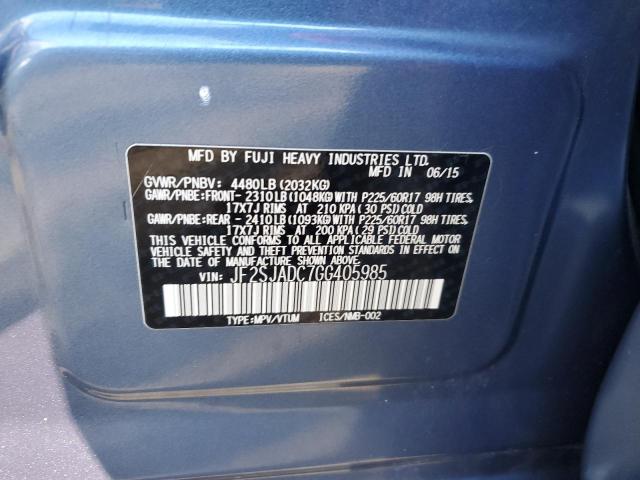 MFD BY FUJI HEAVY INDUSTRIES LTD.
MFD IN 06/15
GVWR/PNBV: 4480LB (2032KG)
GAWR/PNBE:FRONT- 2310LB (1048KG) WITH P225/60R17 98H TIRES,
17X7J RIMS AT 210 KPA ( 30 PSI) COLD
GAWR/PNBE:REAR - 2410LB (1093KG) WITH P225/60R17 98H TIRES,
17X7J RIMS AT 200 KPA ( 29 PSI) COLD
THIS VEHICLE CONFORMS TO ALL APPLICABLE FEDERAL MOTOR
VEHICLE SAFETY AND THEFT PREVENTION STANDARDS IN EFFECT ON
THE DATE OF MANUFACTURE SHOWN ABOVE.
VIN: JF2SJADC7GG405985
TYPE:MPV/VTUM ICES/NMB-002